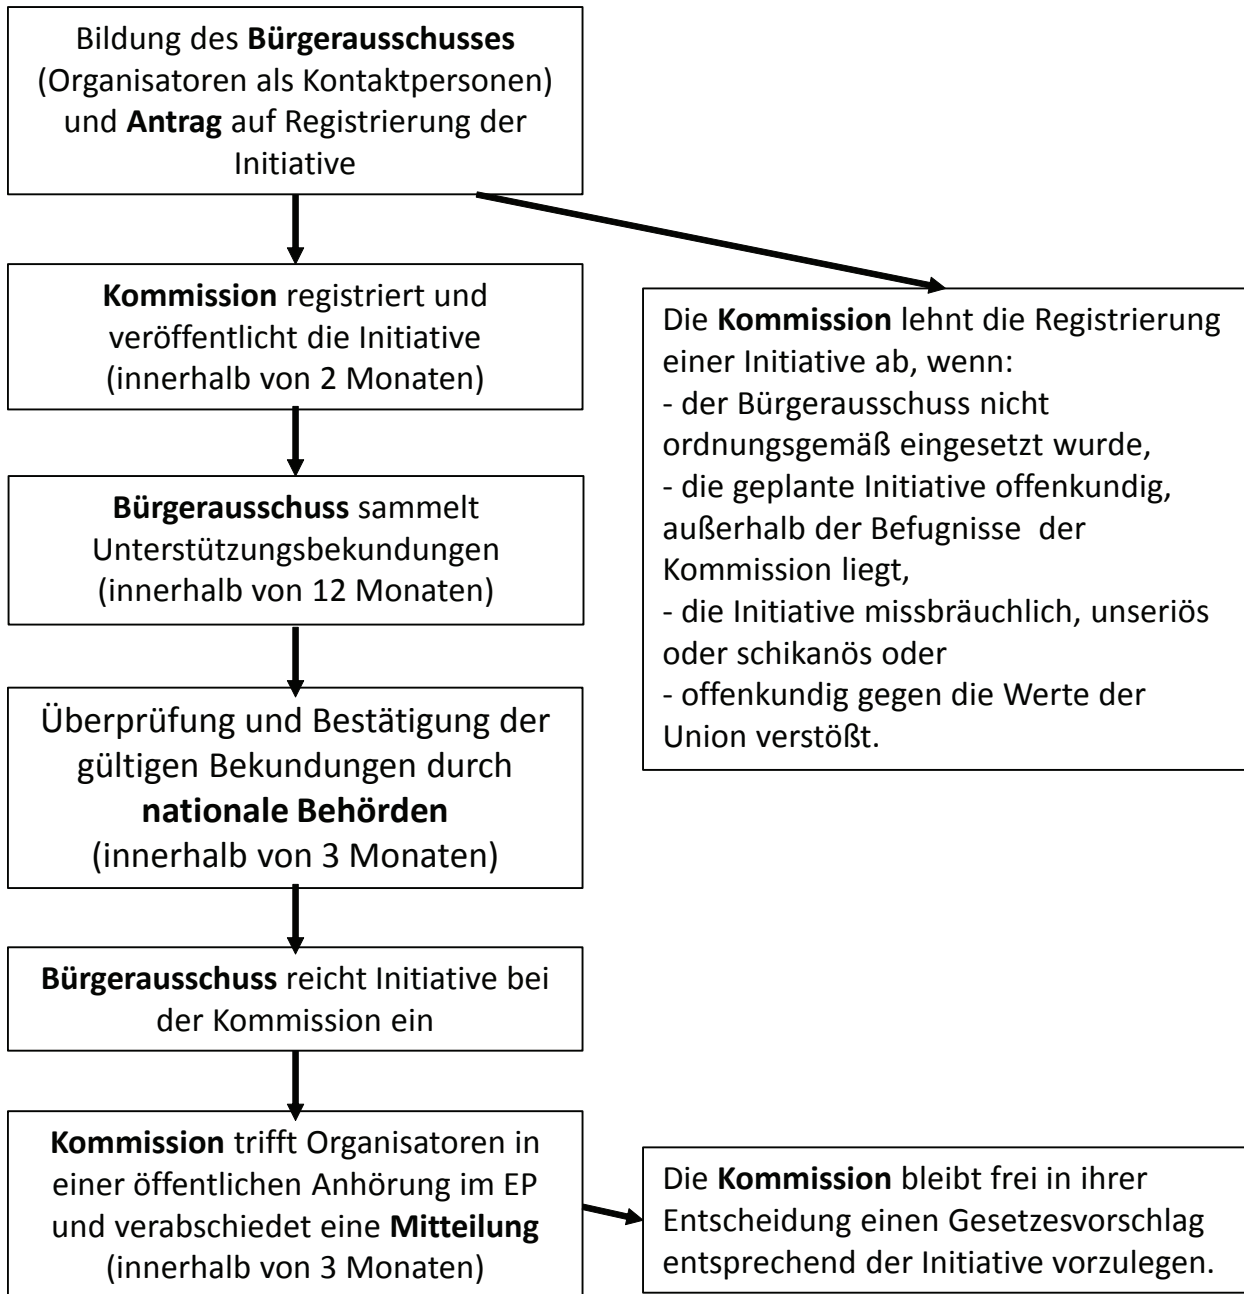 Bildung des Bürgerausschusses
(Organisatoren als Kontaktpersonen)
und Antrag auf Registrierung der
Initiative
Kommission registriert und
veröffentlicht die Initiative
(innerhalb von 2 Monaten)
Die Kommission lehnt die Registrierung
einer Initiative ab, wenn:
- der Bürgerausschuss nicht
ordnungsgemäß eingesetzt wurde,
- die geplante Initiative offenkundig,
außerhalb der Befugnisse der
Kommission liegt,
- die Initiative missbräuchlich, unseriös
oder schikanös oder
- offenkundig gegen die Werte der
Union verstößt.
Bürgerausschuss sammelt
Unterstützungsbekundungen
(innerhalb von 12 Monaten)
Überprüfung und Bestätigung der
gültigen Bekundungen durch
nationale Behörden
(innerhalb von 3 Monaten)
Bürgerausschuss reicht Initiative bei
der Kommission ein
Kommission trifft Organisatoren in
einer öffentlichen Anhörung im EP
und verabschiedet eine Mitteilung
(innerhalb von 3 Monaten)
Die Kommission bleibt frei in ihrer
Entscheidung einen Gesetzesvorschlag
entsprechend der Initiative vorzulegen.